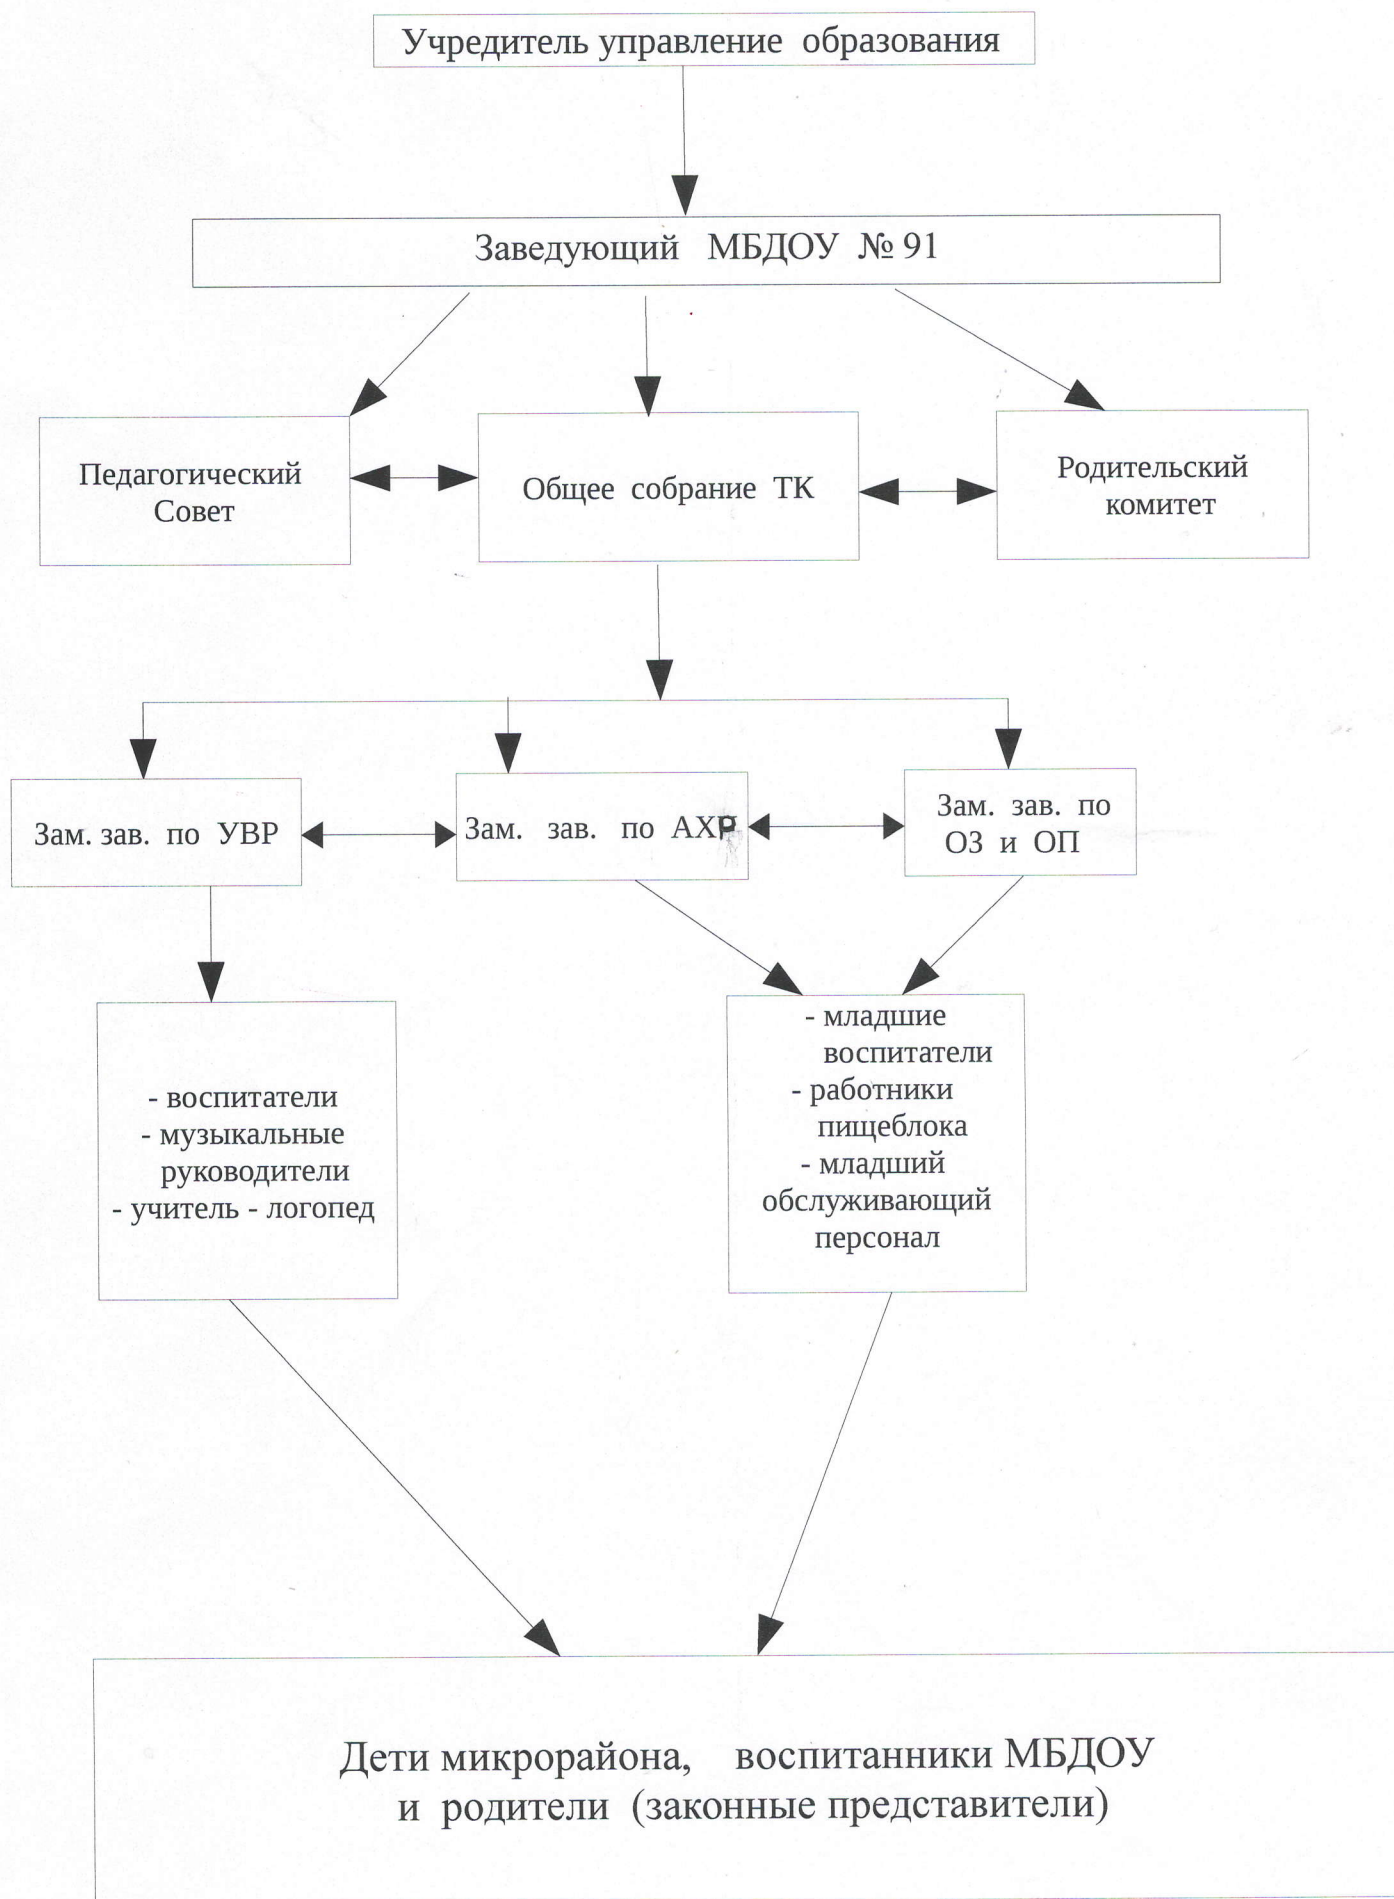 Учредитель управление образования
Заведующий МБДОУ № 91
Педагогический
Совет
Общее собрание ТК
Родительский
комитет
Зам. зав. по УВР
Зам. зав. по АХР
Зам. зав. по
ОЗ и ОП
- воспитатели
- музыкальные
руководители
- учитель - логопед
- младшие
воспитатели
- работники
пищеблока
- младший
обслуживающий
персонал
Дети микрорайона, воспитанники МБДОУ
и родители (законные представители)